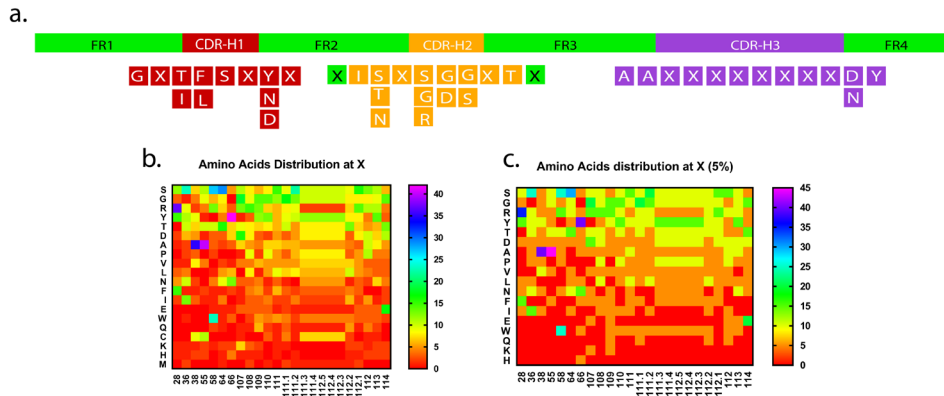 a.
FR1 CDR-H1 FR2 CDR-H2 FR3 CDR-H3 FR4
G X T F S X Y X X I S X S G G X T X A A X X X X X X X X D Y
I L N T G D S N
D N R
b. Amino Acids Distribution at X
c. Amino Acids distribution at X (5%)
S
G
R
Y
T
D
A
P
V
L
N
F
I
E
W
Q
C
K
H
M
40
35
30
25
20
15
10
5
0
28 36 38 55 58 64 66 107 108 109 110 111 111.1 111.2 111.3 111.4 112.5 112.4 112.3 112.2 112.1 112 113 114
S
G
R
Y
T
D
A
P
V
L
N
F
I
E
W
Q
K
H
45
40
35
30
25
20
15
10
5
0
28 36 38 55 58 64 66 107 108 109 110 111 111.1 111.2 111.3 111.4 112.5 112.4 112.3 112.2 112.1 112 113 114